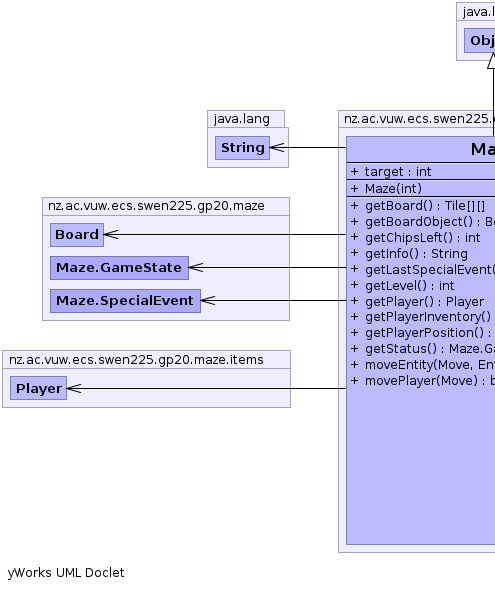 java.l
Obj
java.lang
String
nz.ac.vuw.ecs.swen225.
Ma
+ target : int
+ Maze(int)
+ getBoard() : Tile[][]
+ getBoardObject() : Bo
+ getChipsLeft() : int
+ getInfo() : String
+ getLastSpecialEvent(
+ getLevel() : int
+ getPlayer() : Player
+ getPlayerInventory()
+ getPlayerPosition() :
+ getStatus() : Maze.Ga
+ moveEntity(Move, Ent
+ movePlayer(Move) : b
nz.ac.vuw.ecs.swen225.gp20.maze
Board
Maze.GameState
Maze.SpecialEvent
nz.ac.vuw.ecs.swen225.gp20.maze.items
Player
yWorks UML Doclet